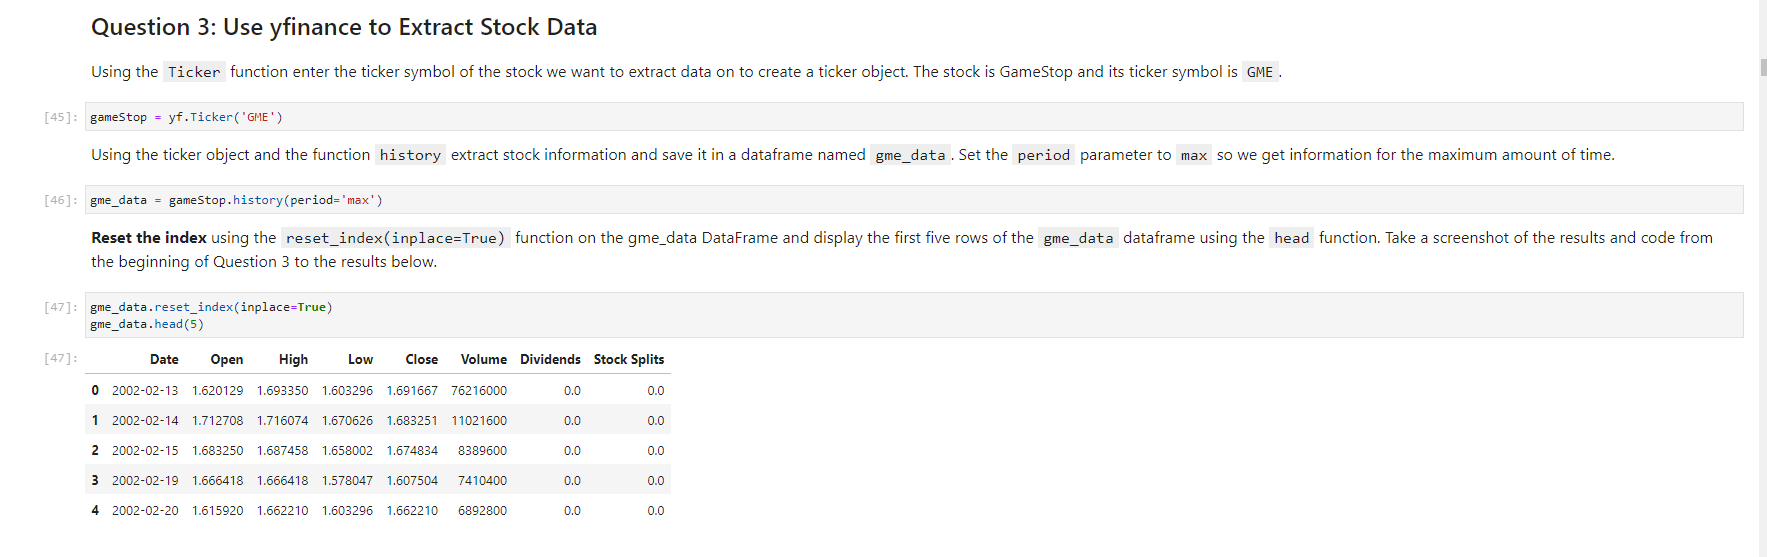 Question 3: Use yfinance to Extract Stock Data
Using the Ticker function enter the ticker symbol of the stock we want to extract data on to create a ticker object. The stock is GameStop and its ticker symbol is GME .
[45]: gameStop = yf.Ticker('GME')
Using the ticker object and the function history extract stock information and save it in a dataframe named gme_data . Set the period parameter to max so we get information for the maximum amount of time.
[46]: gme_data = gameStop.history(period='max')
Reset the index using the reset_index(inplace=True) function on the gme_data DataFrame and display the first five rows of the gme_data dataframe using the head function. Take a screenshot of the results and code from
the beginning of Question 3 to the results below.
[47]: gme_data.reset_index(inplace=True)
gme_data.head(5)
[47]: Date Open High Low Close Volume Dividends Stock Splits
0 2002-02-13 1.620129 1.693350 1.603296 1.691667 76216000 0.0 0.0
1 2002-02-14 1.712708 1.716074 1.670626 1.683251 11021600 0.0 0.0
2 2002-02-15 1.683250 1.687458 1.658002 1.674834 8389600 0.0 0.0
3 2002-02-19 1.666418 1.666418 1.578047 1.607504 7410400 0.0 0.0
4 2002-02-20 1.615920 1.662210 1.603296 1.662210 6892800 0.0 0.0